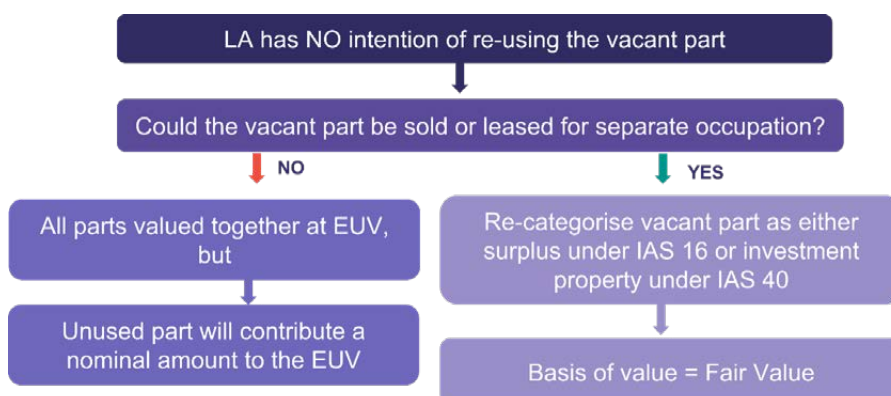 LA has NO intention of re-using the vacant part
Could the vacant part be sold or leased for separate occupation?
NO
YES
All parts valued together at EUV,
but
Unused part will contribute a
nominal amount to the EUV
Re-categorise vacant part as either
surplus under IAS 16 or investment
property under IAS 40
Basis of value = Fair Value